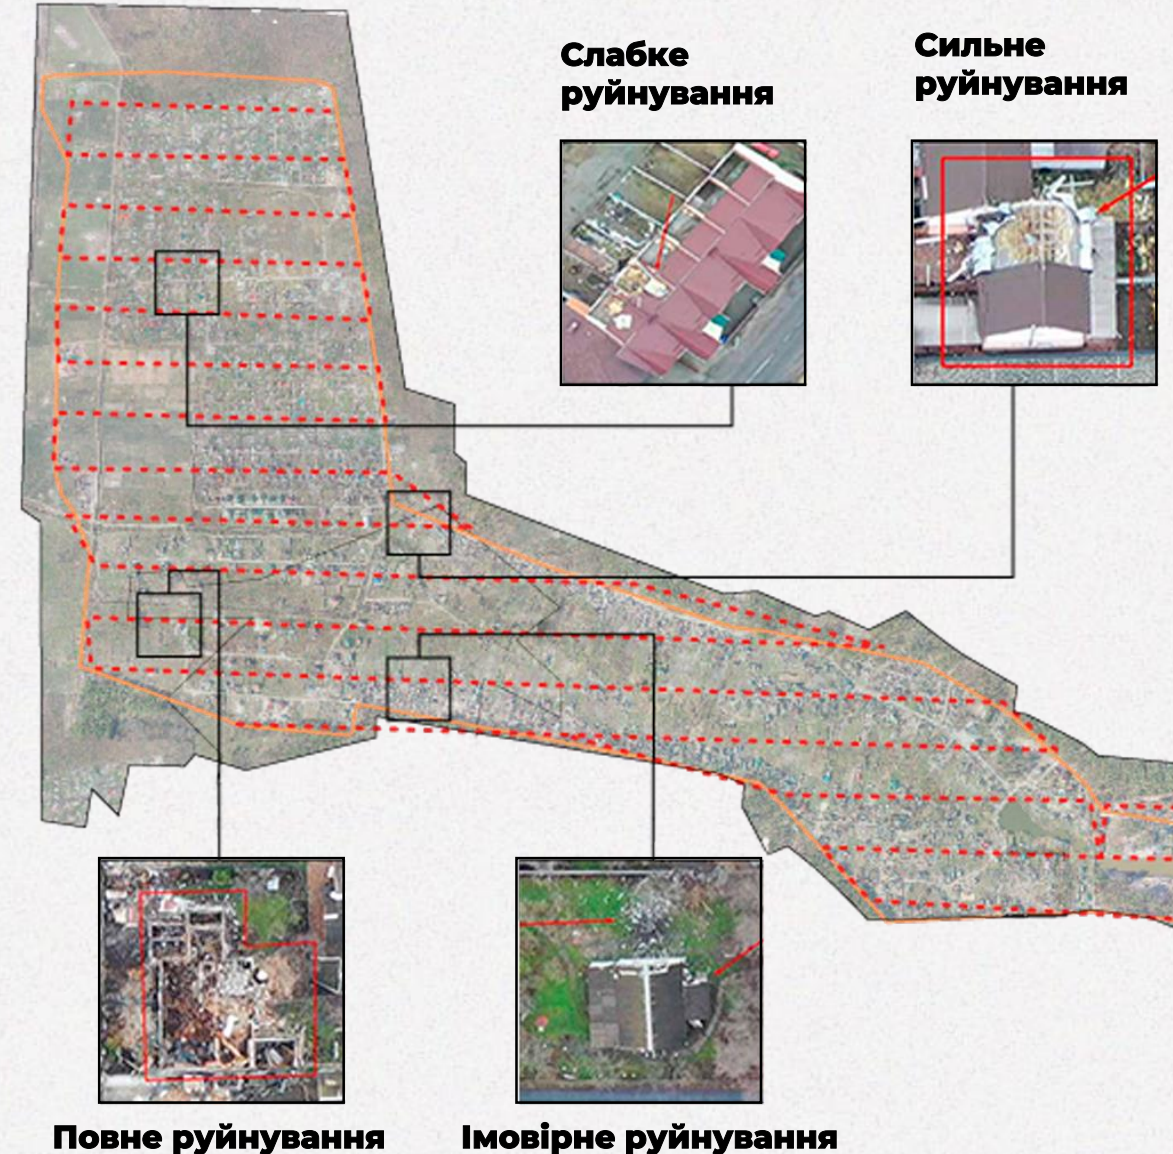 Слабке
руйнування
Сильне
руйнування
Повне руйнування
Імовірне руйнування